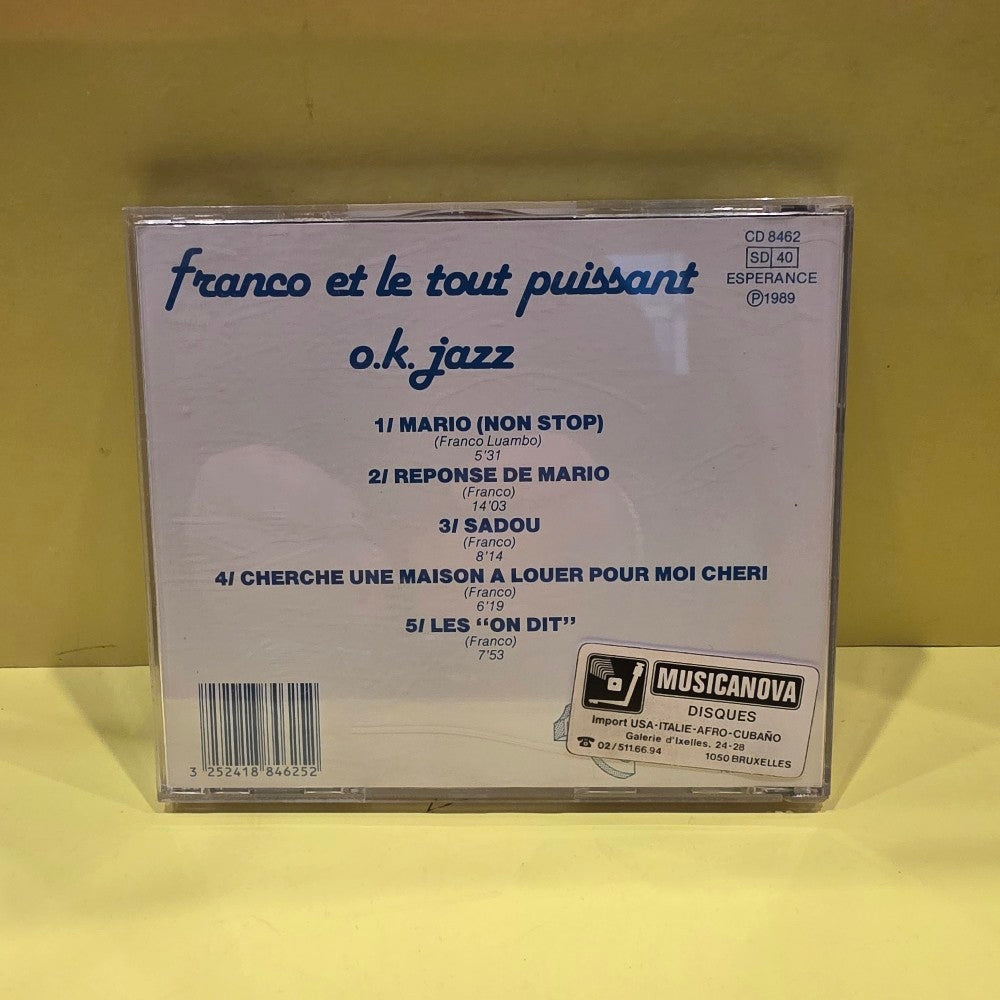 franco et le tout puissant
o.k. jazz
CD 8462
SD 40
ESPERANCE
Ⓟ1989
1/ MARIO (NON STOP)
(Franco Luambo)
5'31
2/ REPONSE DE MARIO
(Franco)
14'03
3/ SADOU
(Franco)
8'14
4/ CHERCHE UNE MAISON A LOUER POUR MOI CHERI
(Franco)
6'19
5/ LES “ON DIT”
(Franco)
7'53
3 252418 846252
MUSICANOVA
DISQUES
Import USA-ITALIE-AFRO-CUBAÑO
Galerie d'Ixelles. 24-28
☎ 02/511.66.94
1050 BRUXELLES